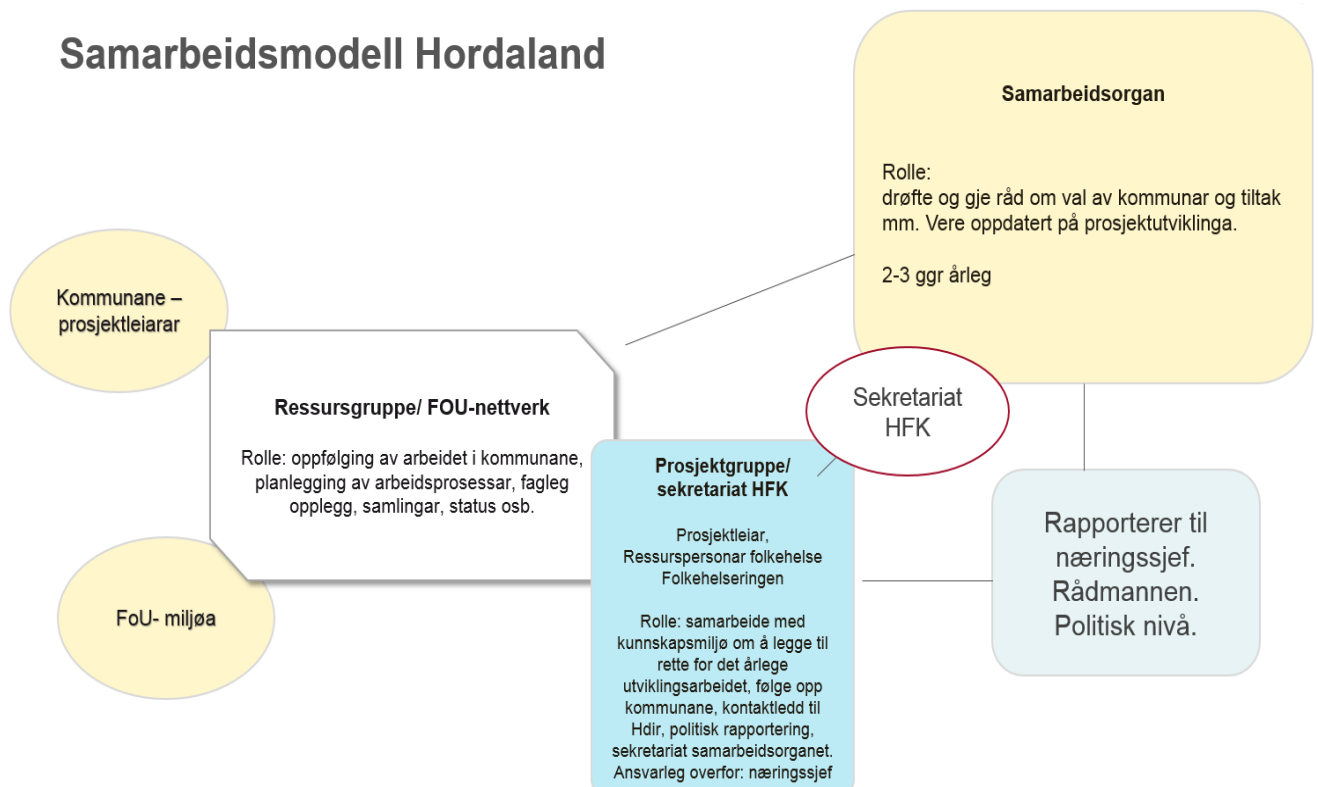 Samarbeidsmodell Hordaland
Samarbeidsorgan
Rolle:
drøfte og gje råd om val av kommunar og tiltak
mm. Vere oppdatert på prosjektutviklinga.
2-3 ggr årleg
Kommunane –
prosjektleiarar
Ressursgruppe/ FOU-nettverk
Rolle: oppfølging av arbeidet i kommunane,
planlegging av arbeidsprosessar, fagleg
opplegg, samlingar, status osb.
FoU- miljøa
Sekretariat
HFK
Prosjektgruppe/
sekretariat HFK
Prosjektleiar,
Ressurspersonar folkehelse
Folkehelseringen
Rolle: samarbeide med
kunnskapsmiljø om å legge til
rette for det årlege
utviklingsarbeidet, følge opp
kommunane, kontaktledd til
Hdir, politisk rapportering,
sekretariat samarbeidsorganet.
Ansvarleg overfor: næringssjef
Rapporterer til
næringssjef.
Rådmannen.
Politisk nivå.